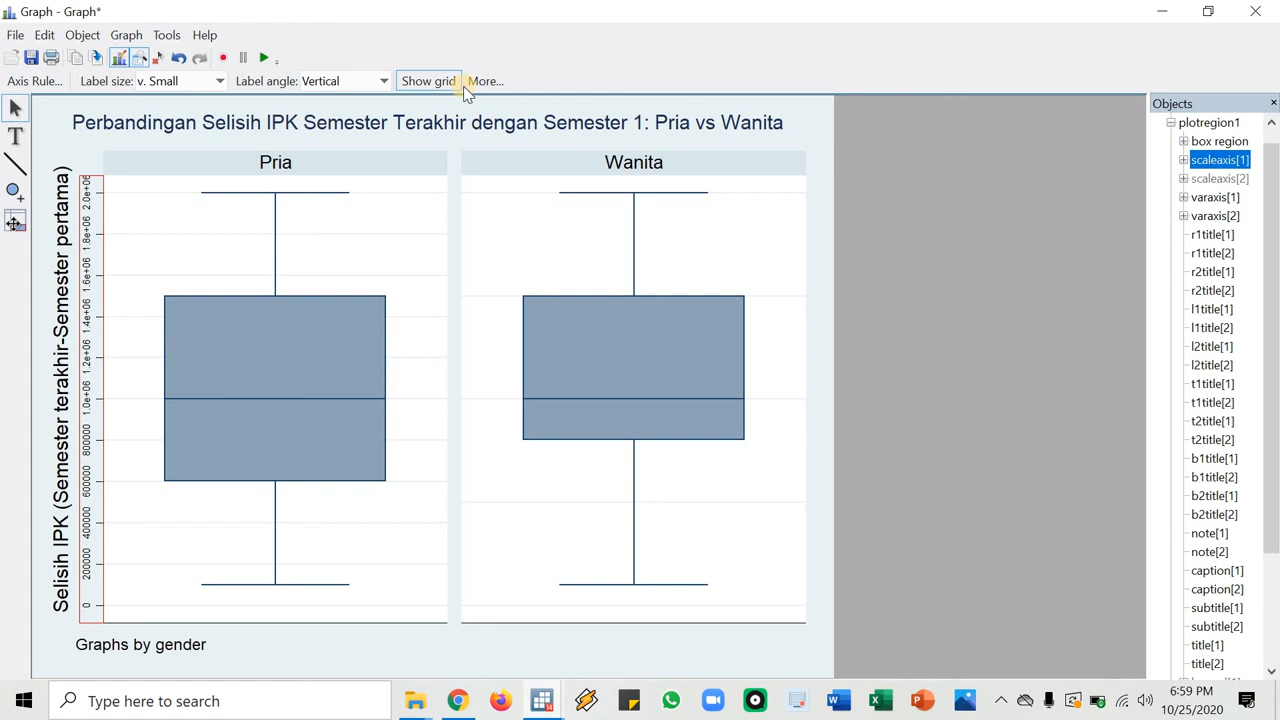 Graph - Graph*
File Edit Object Graph Tools Help
Axis Rule... Label size: v. Small Label angle: Vertical Show grid More...
Perbandingan Selisih IPK Semester Terakhir dengan Semester 1: Pria vs Wanita
Pria Wanita
Selisih IPK (Semester terakhir-Semester pertama)
2.0e+06
1.8e+06
1.6e+06
1.4e+06
1.2e+06
1.0e+06
800000
600000
400000
200000
0
Graphs by gender
Objects
plotregion1
box region
scaleaxis[1]
scaleaxis[2]
varaxis[1]
varaxis[2]
r1title[1]
r1title[2]
r2title[1]
r2title[2]
l1title[1]
l1title[2]
l2title[1]
l2title[2]
t1title[1]
t1title[2]
t2title[1]
t2title[2]
b1title[1]
b1title[2]
b2title[1]
b2title[2]
note[1]
note[2]
caption[1]
caption[2]
subtitle[1]
subtitle[2]
title[1]
title[2]
Type here to search
6:59 PM
10/25/2020